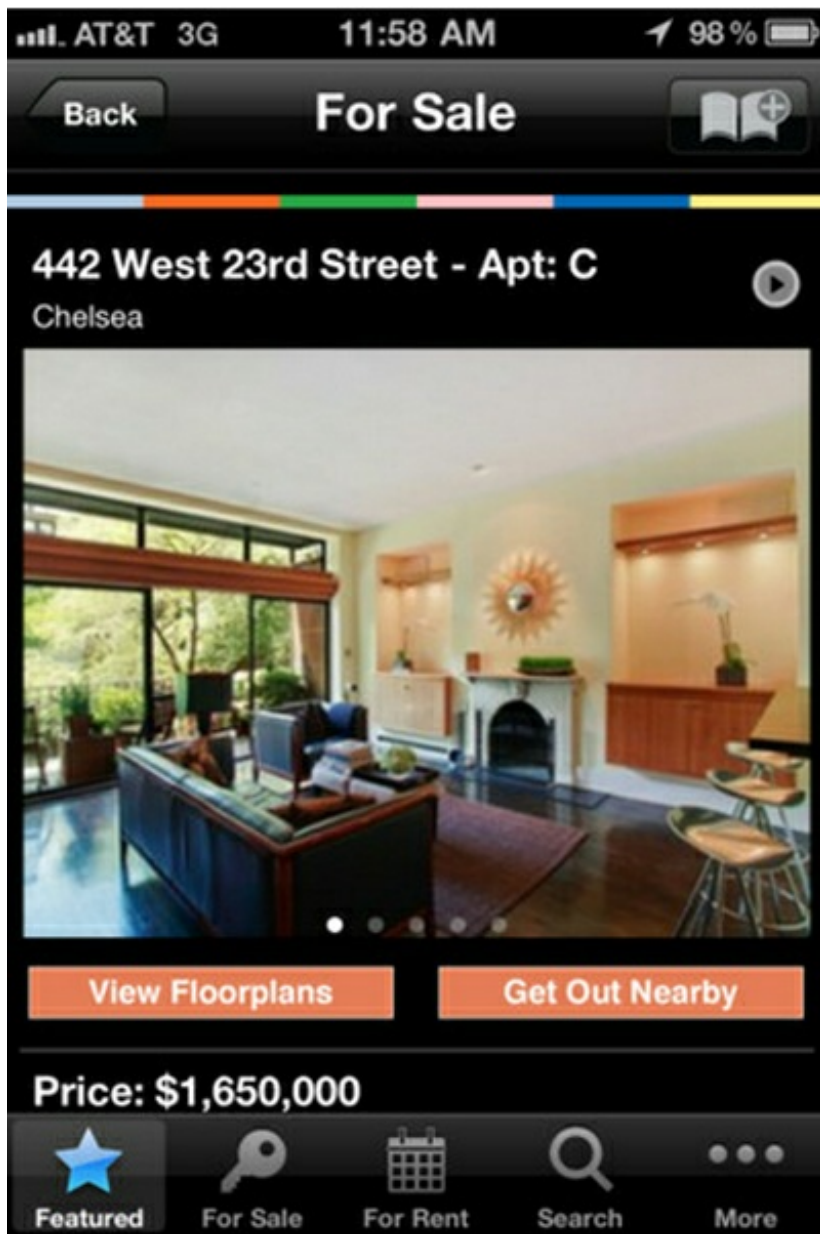 AT&T 3G 11:58 AM 98%
Back For Sale
442 West 23rd Street - Apt: C
Chelsea
View Floorplans Get Out Nearby
Price: $1,650,000
Featured For Sale For Rent Search More